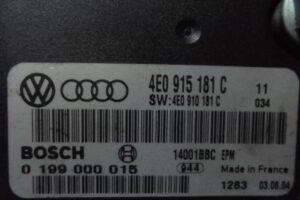 4E0 915 181 C 11
SW:4E0 910 181 C 034
BOSCH 14001BBC EPM
0 199 000 015 944 Made in France
1283 03.08.04